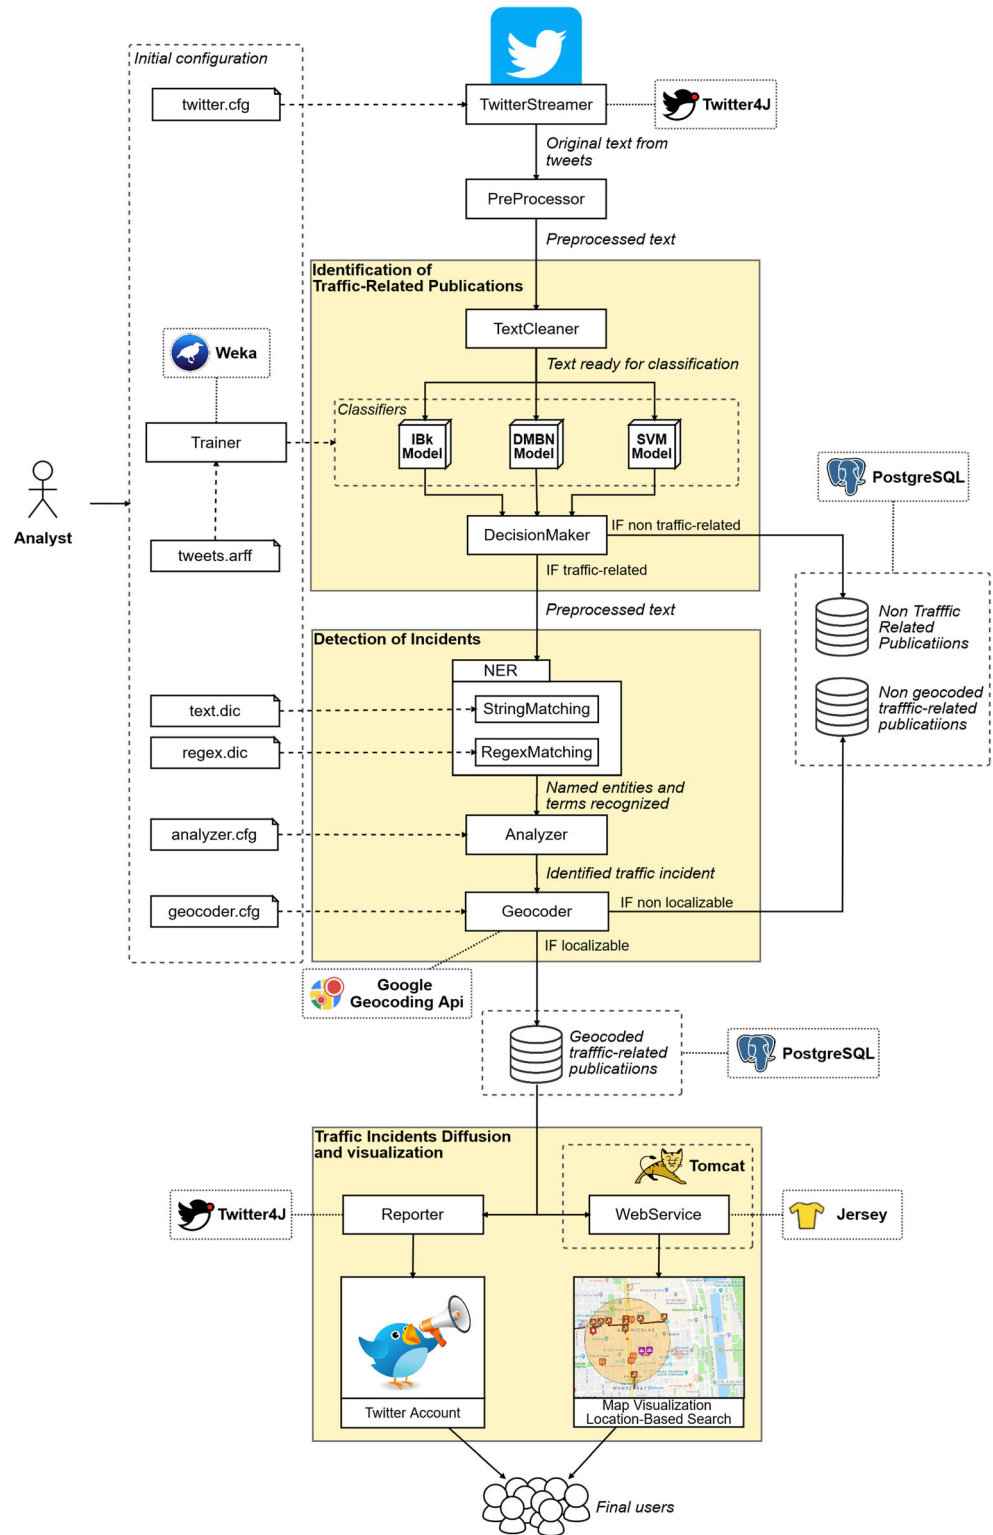 Initial configuration
twitter.cfg
TwitterStreamer
Twitter4J
Original text from
tweets
PreProcessor
Preprocessed text
Identification of
Traffic-Related Publications
TextCleaner
Text ready for classification
Weka
Classifiers
IBk
Model
DMBN
Model
SVM
Model
Trainer
PostgreSQL
Analyst
tweets.arff
DecisionMaker
IF non traffic-related
IF traffic-related
Preprocessed text
Non Trafffic
Related
Publicatiions
Non geocoded
trafffic-related
publicatiions
Detection of Incidents
NER
text.dic
StringMatching
regex.dic
RegexMatching
Named entities and
terms recognized
analyzer.cfg
Analyzer
Identified traffic incident
geocoder.cfg
Geocoder
IF non localizable
IF localizable
Google
Geocoding Api
Geocoded
trafffic-related
publicatiions
PostgreSQL
Traffic Incidents Diffusion
and visualization
Tomcat
Twitter4J
Reporter
WebService
Jersey
Twitter Account
Map Visualization
Location-Based Search
Final users